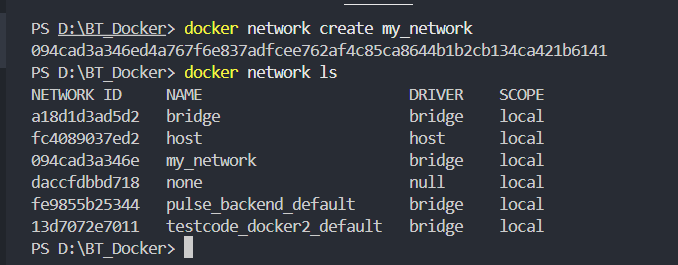 PS D:\BT_Docker> docker network create my_network
094cad3a346ed4a767f6e837adfcee762af4c85ca8644b1b2cb134ca421b6141
PS D:\BT_Docker> docker network ls
NETWORK ID     NAME                       DRIVER    SCOPE
a18d1d3ad5d2   bridge                     bridge    local
fc4089037ed2   host                       host      local
094cad3a346e   my_network                 bridge    local
daccfdbbd718   none                       null      local
fe9855b25344   pulse_backend_default      bridge    local
13d7072e7011   testcode_docker2_default   bridge    local
PS D:\BT_Docker>